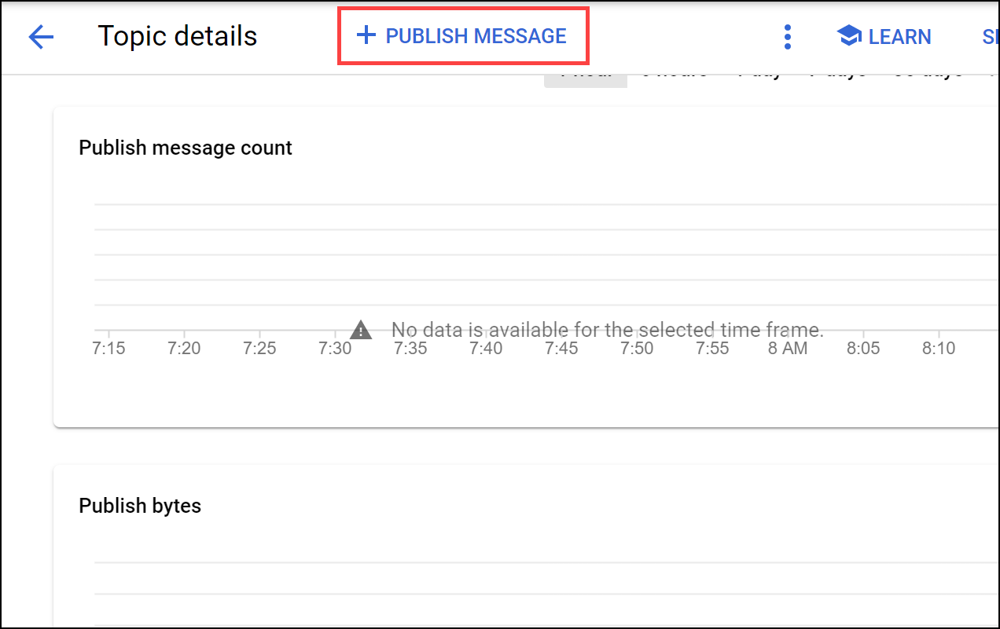 Topic details
PUBLISH MESSAGE
LEARN
Publish message count
No data is available for the selected time frame.
7:15 7:20 7:25 7:30 7:35 7:40 7:45 7:50 7:55 8 AM 8:05 8:10
Publish bytes